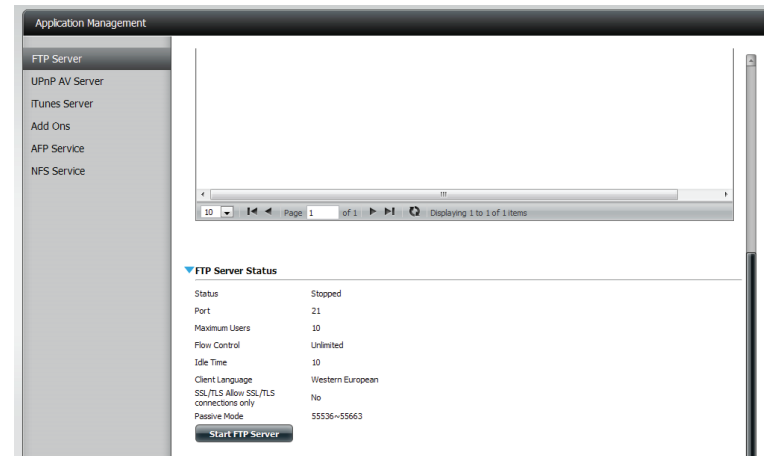 Application Management
FTP Server
UPnP AV Server
iTunes Server
Add Ons
AFP Service
NFS Service
10 Page 1 of 1 Displaying 1 to 1 of 1 items
FTP Server Status
Status Stopped
Port 21
Maximum Users 10
Flow Control Unlimited
Idle Time 10
Client Language Western European
SSL/TLS Allow SSL/TLS
connections only No
Passive Mode 55536~55663
Start FTP Server